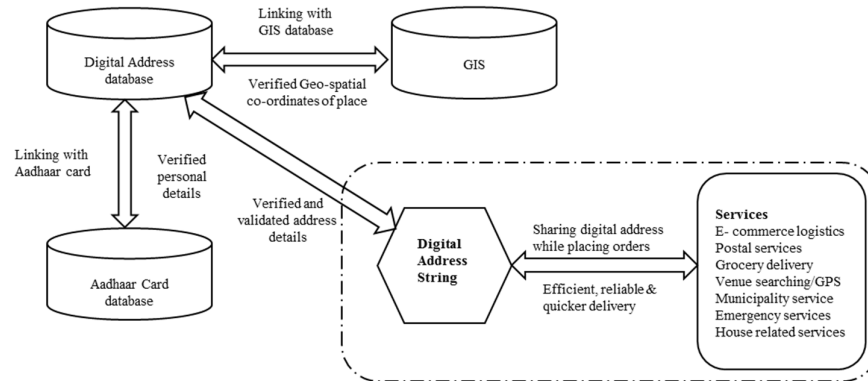 Linking with
GIS database
Digital Address
database
GIS
Verified Geo-spatial
co-ordinates of place
Linking with
Aadhaar card
Verified
personal
details
Verified and
validated address
details
Aadhaar Card
database
Digital
Address
String
Sharing digital address
while placing orders
Efficient, reliable &
quicker delivery
Services
E- commerce logistics
Postal services
Grocery delivery
Venue searching/GPS
Municipality service
Emergency services
House related services